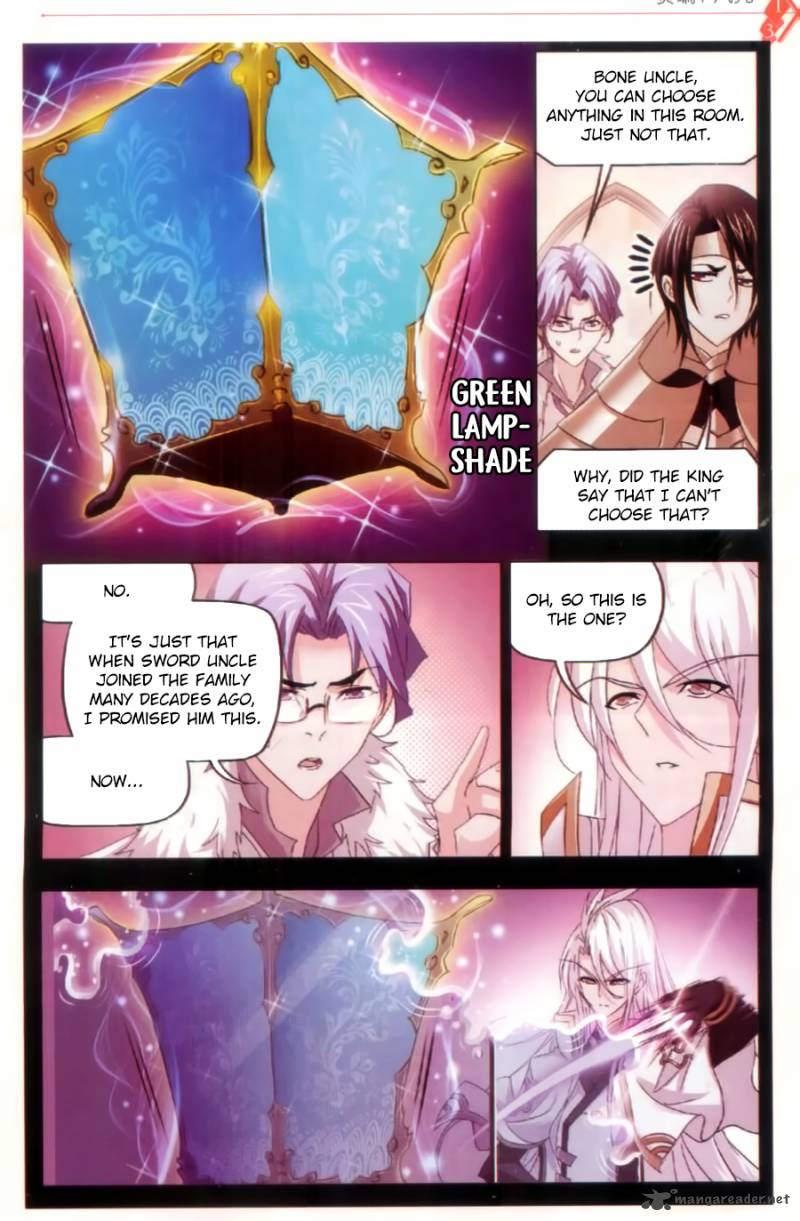 BONE UNCLE,
YOU CAN CHOOSE
ANYTHING IN THIS ROOM.
JUST NOT THAT.
GREEN
LAMP-
SHADE
WHY, DID THE KING
SAY THAT I CAN'T
CHOOSE THAT?
NO.
IT'S JUST THAT
WHEN SWORD UNCLE
JOINED THE FAMILY
MANY DECADES AGO,
I PROMISED HIM THIS.
NOW...
OH, SO THIS IS
THE ONE?
mangareader.net